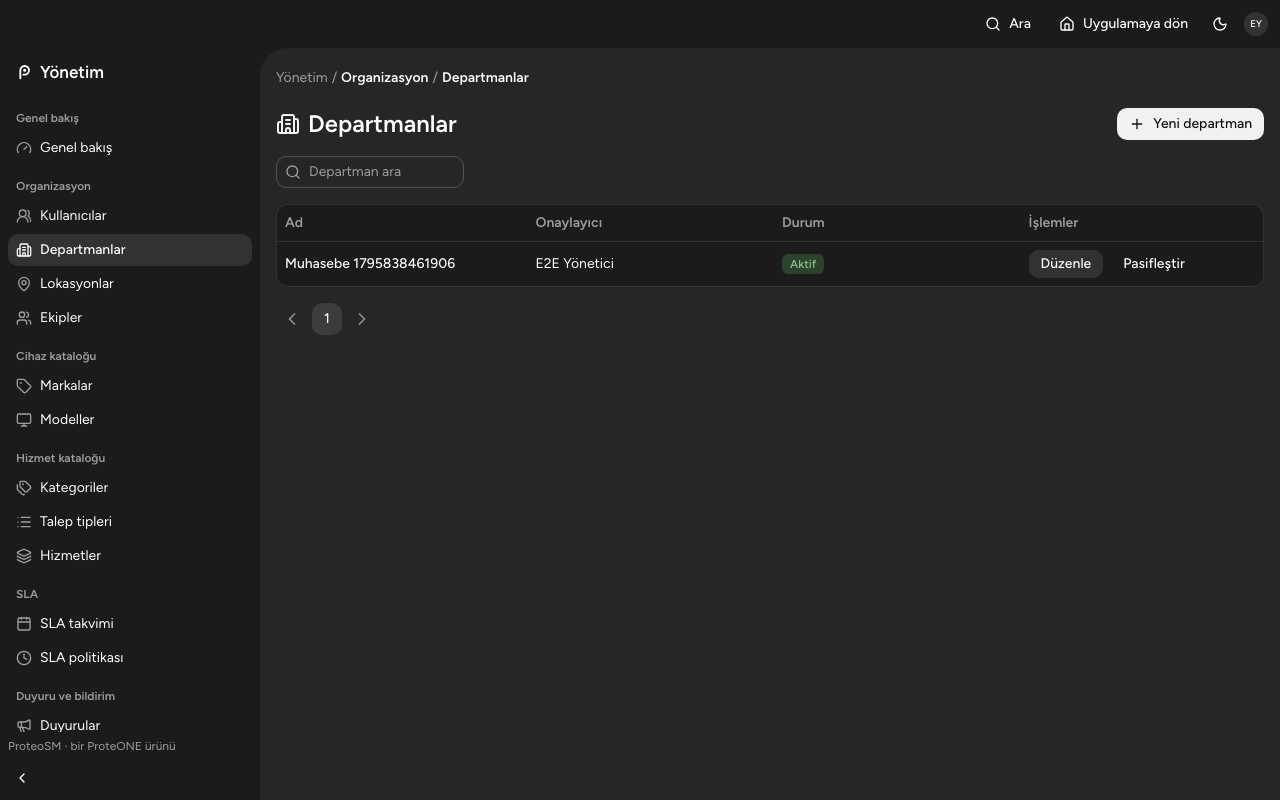 Ara
Uygulamaya dön
EY
Yönetim
Genel bakış
Genel bakış
Organizasyon
Kullanıcılar
Departmanlar
Lokasyonlar
Ekipler
Cihaz kataloğu
Markalar
Modeller
Hizmet kataloğu
Kategoriler
Talep tipleri
Hizmetler
SLA
SLA takvimi
SLA politikası
Duyuru ve bildirim
Duyurular
ProteoSM · bir ProteONE ürünü
Yönetim / Organizasyon / Departmanlar
Departmanlar
Yeni departman
Departman ara
Ad Onaylayıcı Durum İşlemler
Muhasebe 1795838461906 E2E Yönetici Aktif Düzenle Pasifleştir
1